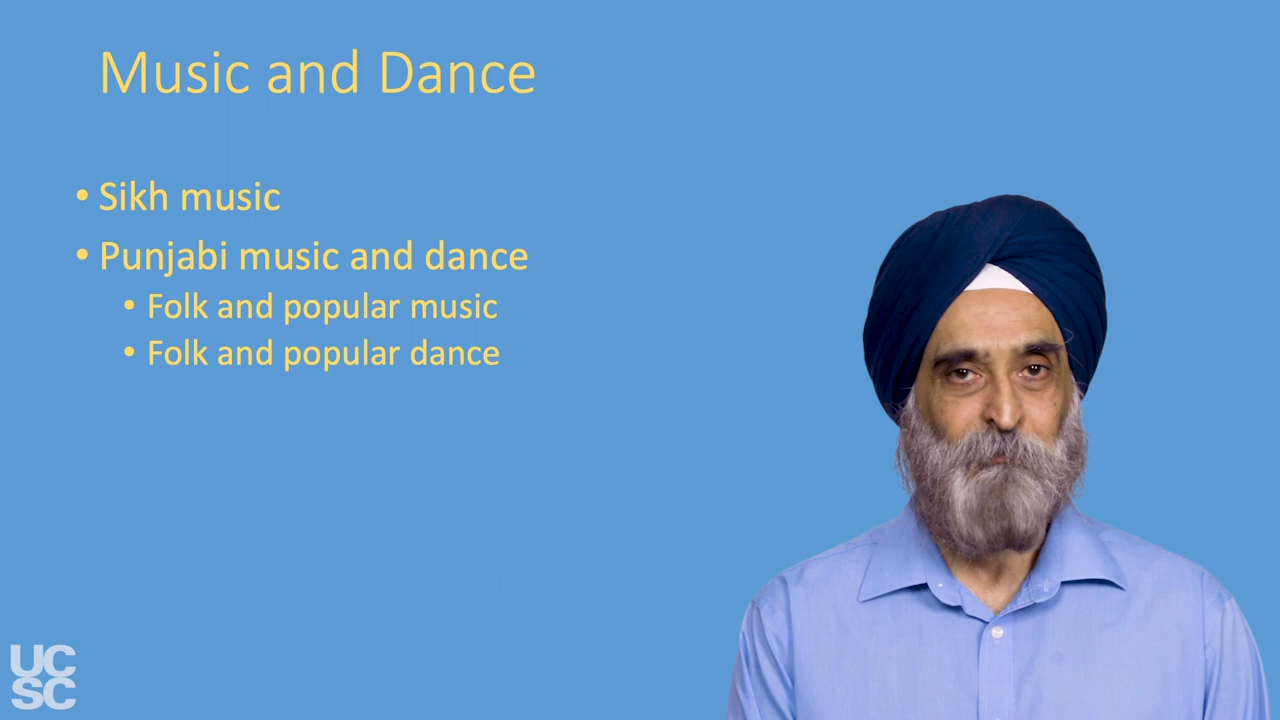 Music and Dance
• Sikh music
• Punjabi music and dance
• Folk and popular music
• Folk and popular dance
UC
SC